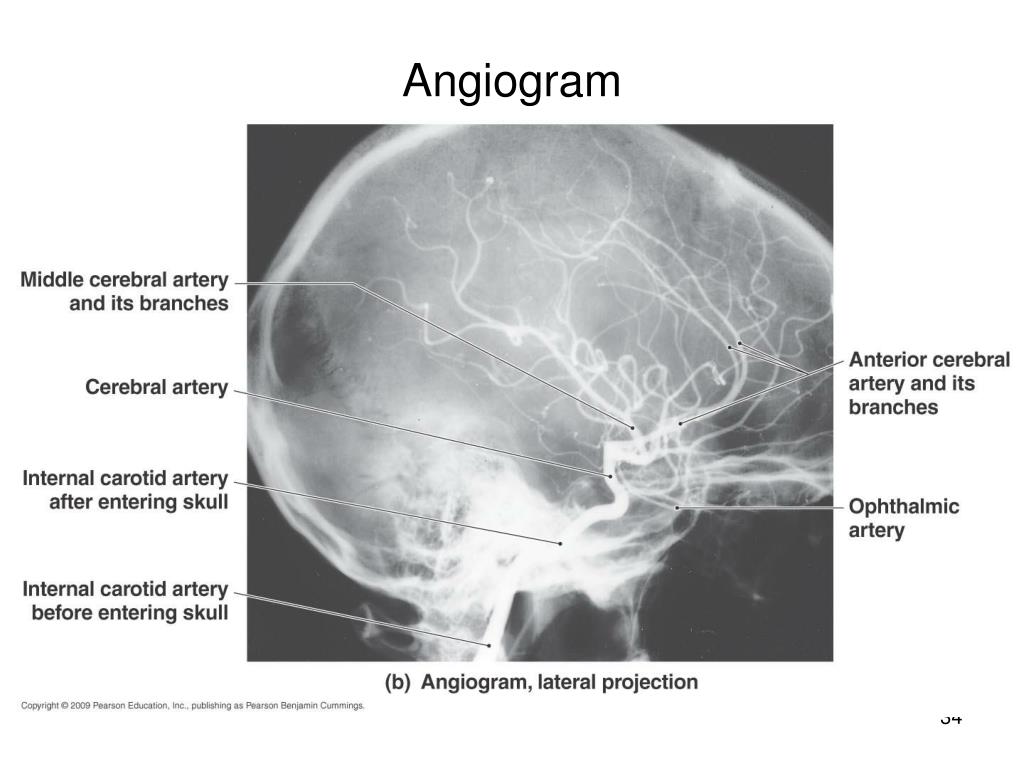 Angiogram
Middle cerebral artery
and its branches
Cerebral artery
Internal carotid artery
after entering skull
Internal carotid artery
before entering skull
Anterior cerebral
artery and its
branches
Ophthalmic
artery
(b) Angiogram, lateral projection
Copyright © 2009 Pearson Education, Inc., publishing as Pearson Benjamin Cummings.